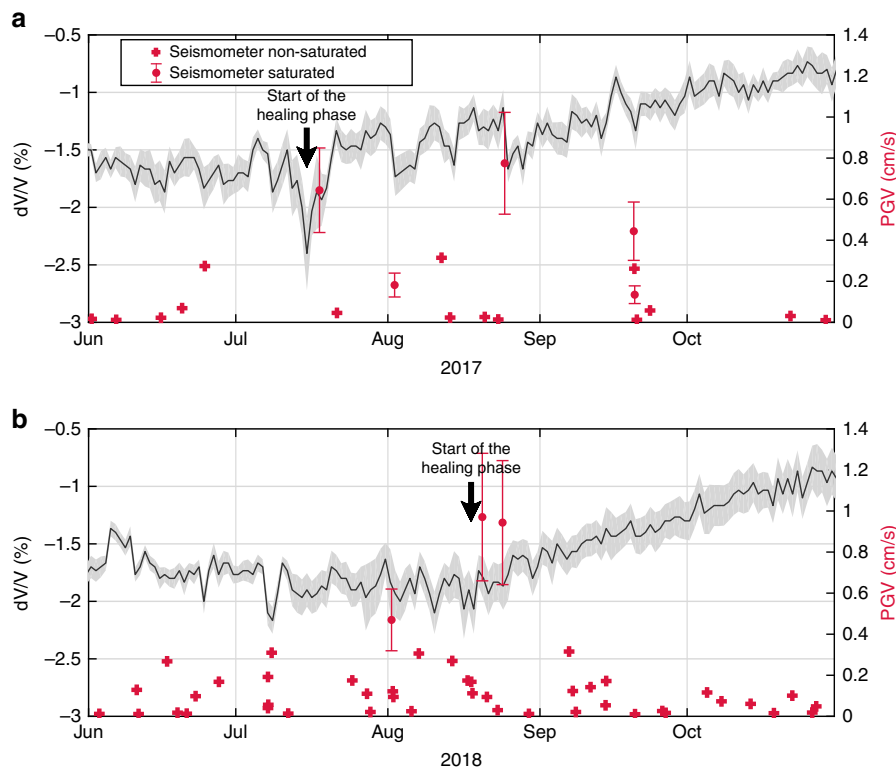 a
Seismometer non-saturated
Seismometer saturated
Start of the
healing phase
dV/V (%)
−0.5
−1
−1.5
−2
−2.5
−3
PGV (cm/s)
1.4
1.2
1
0.8
0.6
0.4
0.2
0
Jun Jul Aug Sep Oct
2017
b
Start of the
healing phase
dV/V (%)
−0.5
−1
−1.5
−2
−2.5
−3
PGV (cm/s)
1.4
1.2
1
0.8
0.6
0.4
0.2
0
Jun Jul Aug Sep Oct
2018